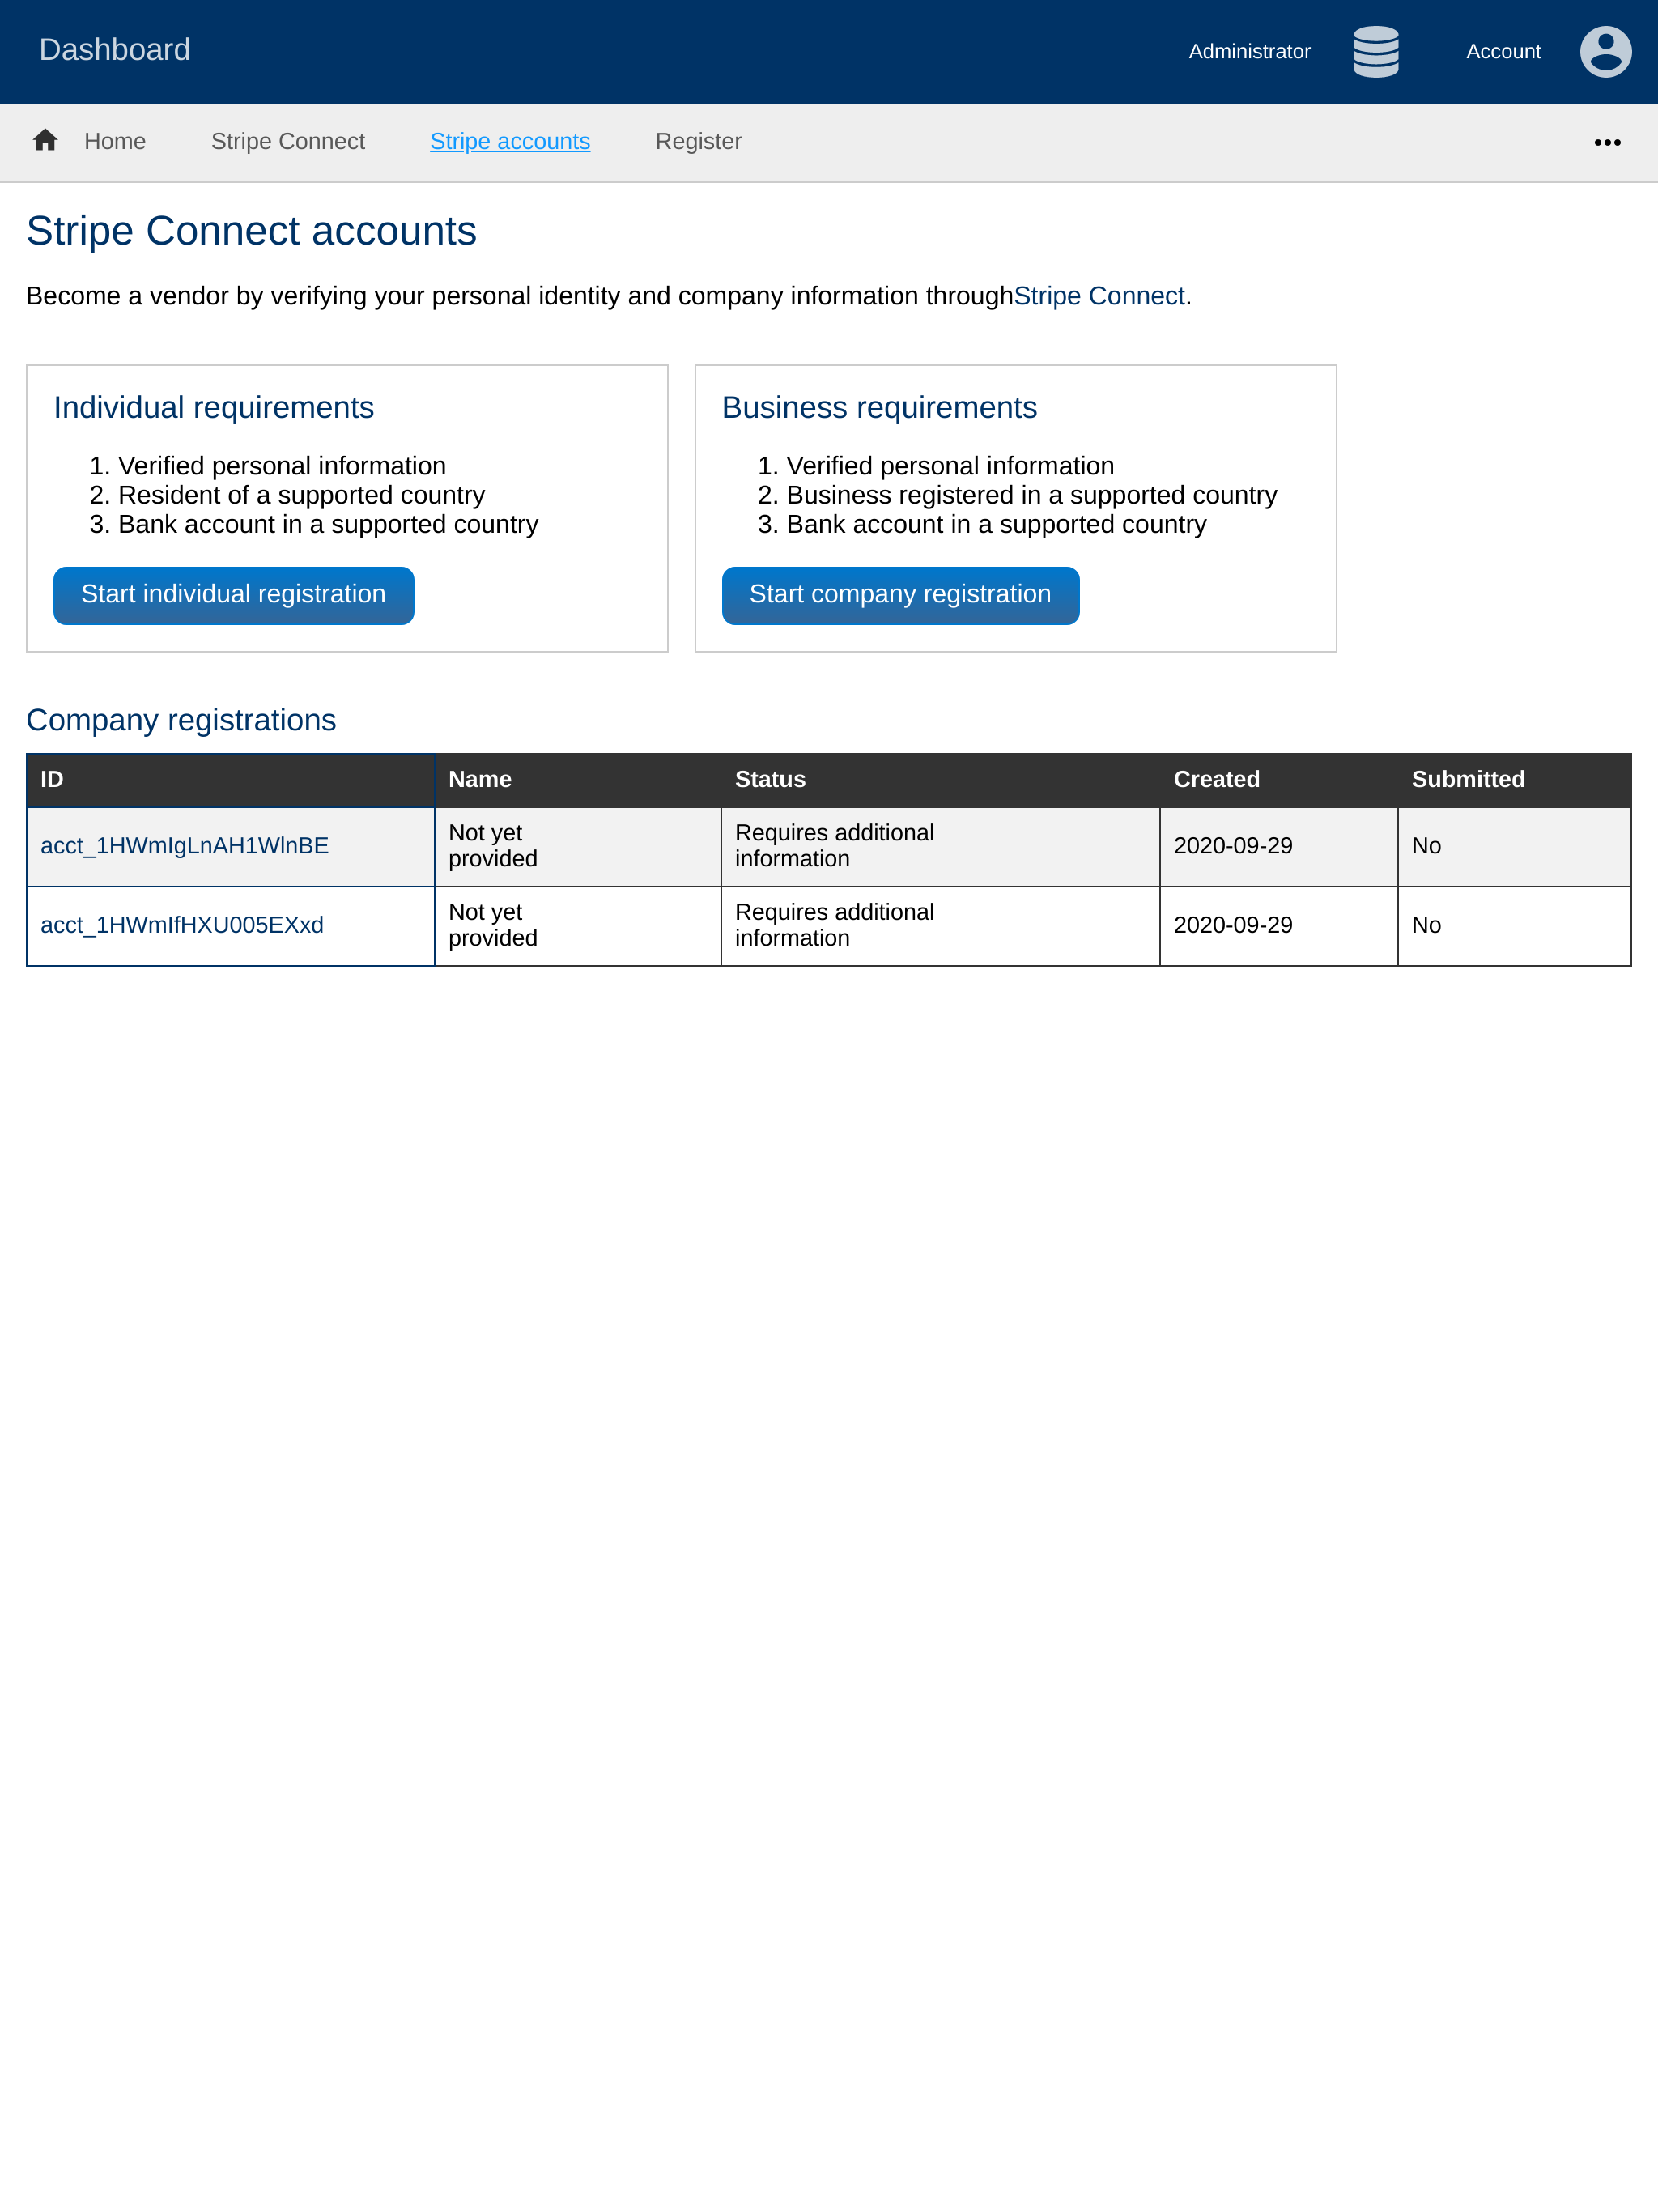 Dashboard
Administrator
Account
Home
Stripe Connect
Stripe accounts
Register
Stripe Connect accounts
Become a vendor by verifying your personal identity and company information throughStripe Connect.
Individual requirements
1. Verified personal information
2. Resident of a supported country
3. Bank account in a supported country
Start individual registration
Business requirements
1. Verified personal information
2. Business registered in a supported country
3. Bank account in a supported country
Start company registration
Company registrations
ID Name Status Created Submitted
acct_1HWmIgLnAH1WlnBE
Not yet
provided
Requires additional
information
2020-09-29
No
acct_1HWmIfHXU005EXxd
Not yet
provided
Requires additional
information
2020-09-29
No